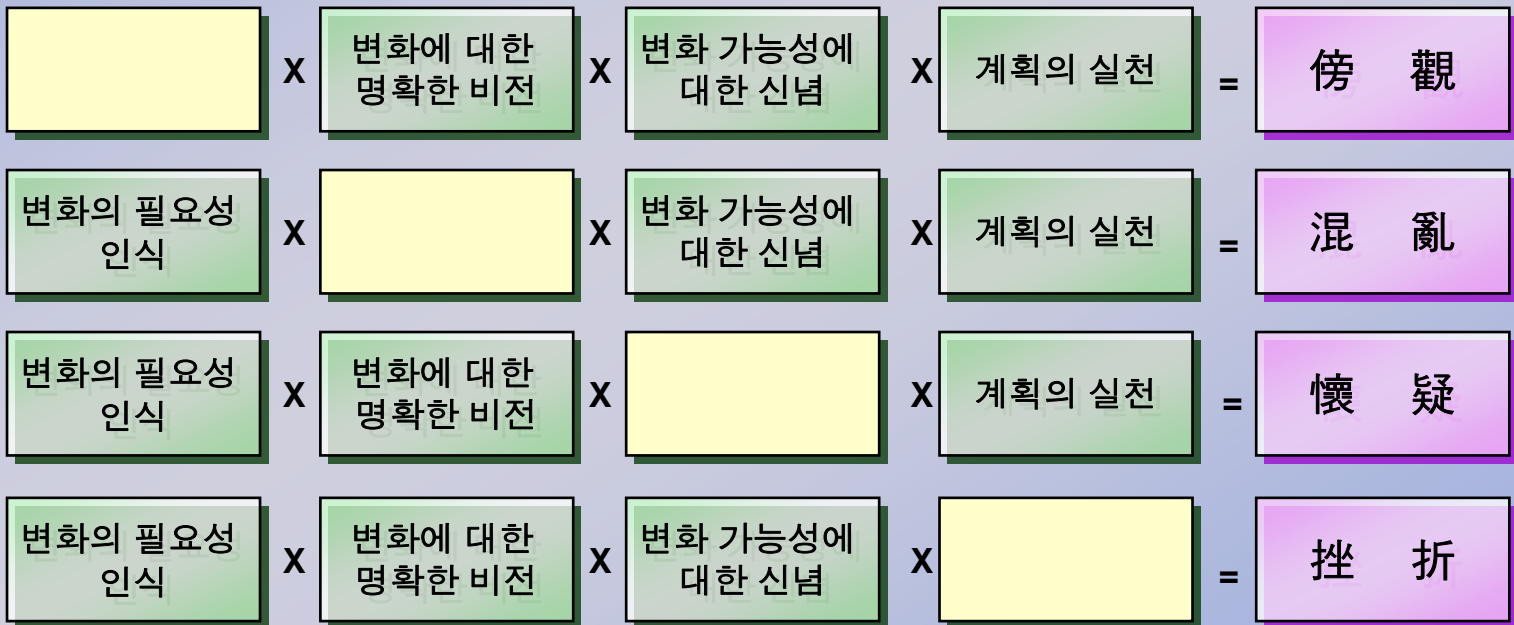 X 변화에 대한 명확한 비전 X 변화 가능성에 대한 신념 X 계획의 실천 = 傍 觀
변화의 필요성 인식 X X 변화 가능성에 대한 신념 X 계획의 실천 = 混 亂
변화의 필요성 인식 X 변화에 대한 명확한 비전 X X 계획의 실천 = 懷 疑
변화의 필요성 인식 X 변화에 대한 명확한 비전 X 변화 가능성에 대한 신념 X = 挫 折